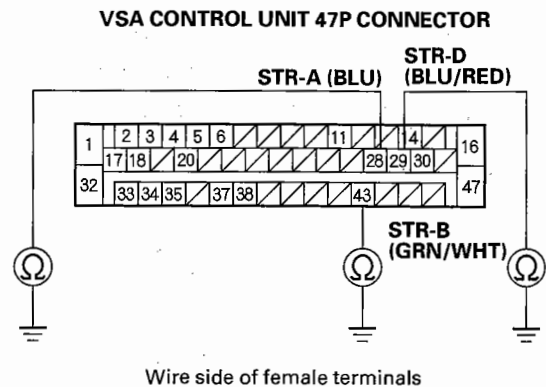 VSA CONTROL UNIT 47P CONNECTOR
STR-D
STR-A (BLU) (BLU/RED)
1 2 3 4 5 6 11 4 16
17 18 20 28 29 30
32 47
33 34 35 37 38 43
STR-B
(GRN/WHT)
Ω Ω Ω
Wire side of female terminals